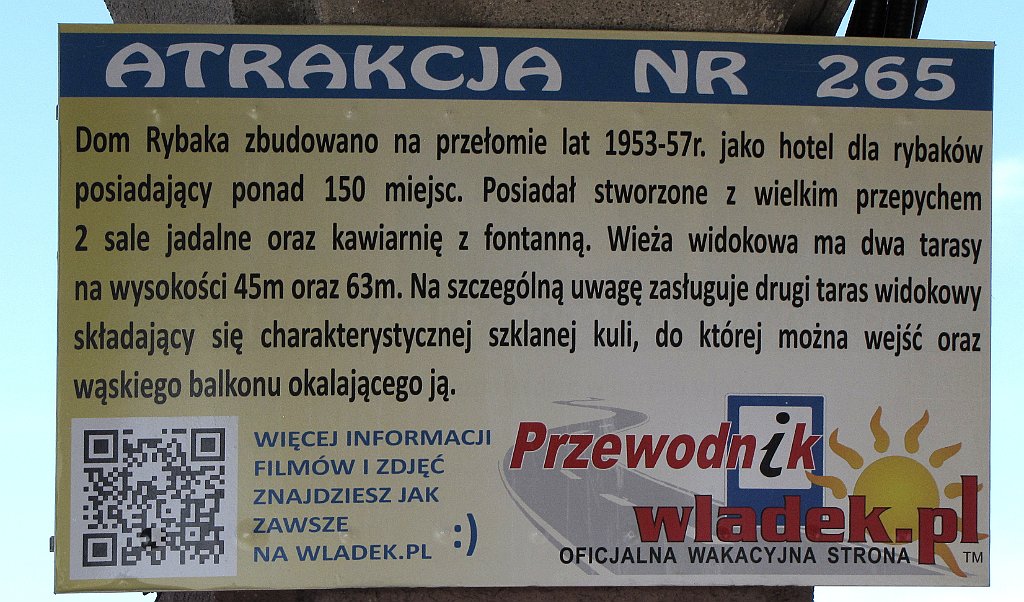 ATRAKCJA NR 265
Dom Rybaka zbudowano na przełomie lat 1953-57r. jako hotel dla rybaków
posiadający ponad 150 miejsc. Posiadał stworzone z wielkim przepychem
2 sale jadalne oraz kawiarnię z fontanną. Wieża widokowa ma dwa tarasy
na wysokości 45m oraz 63m. Na szczególną uwagę zasługuje drugi taras widokowy
składający się charakterystycznej szklanej kuli, do której można wejść oraz
wąskiego balkonu okalającego ją.
WIĘCEJ INFORMACJI
FILMÓW I ZDJĘĆ
ZNAJDZIESZ JAK
ZAWSZE
NA WLADEK.PL :)
Przewodnik
wladek.pl
OFICJALNA WAKACYJNA STRONA TM